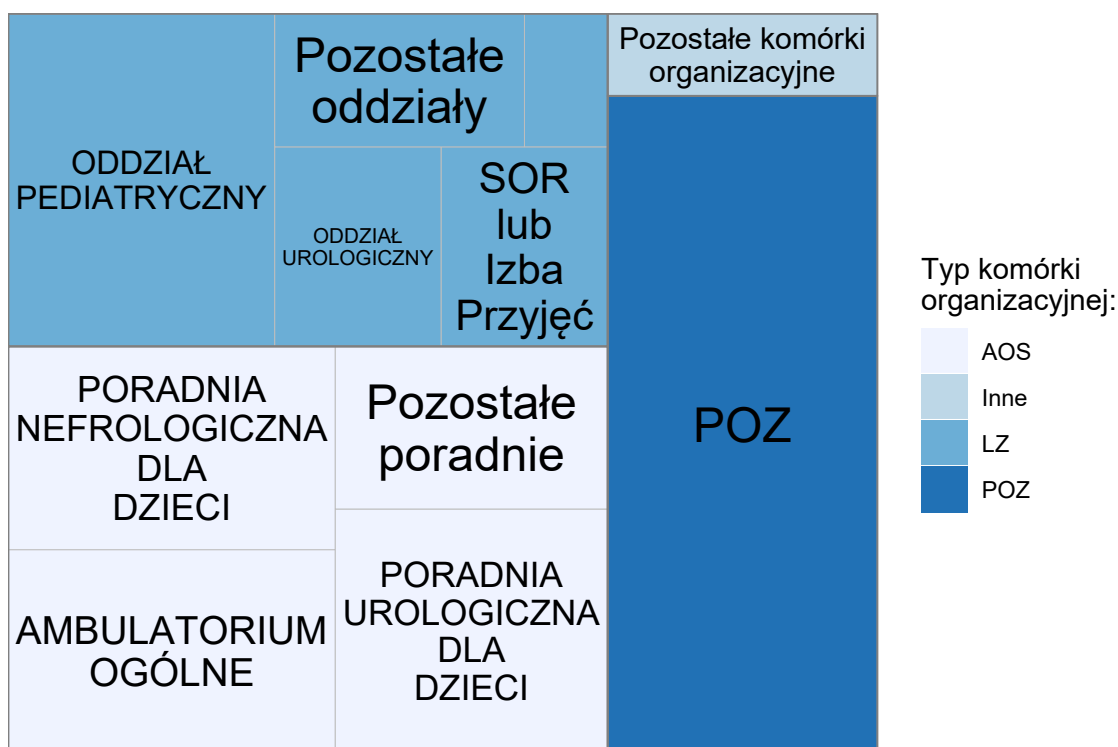 ODDZIAŁ
PEDIATRYCZNY
Pozostałe
oddziały
ODDZIAŁ
UROLOGICZNY
SOR
lub
Izba
Przyjęć
Pozostałe komórki
organizacyjne
POZ
PORADNIA
NEFROLOGICZNA
DLA
DZIECI
Pozostałe
poradnie
AMBULATORIUM
OGÓLNE
PORADNIA
UROLOGICZNA
DLA
DZIECI
Typ komórki
organizacyjnej:
AOS
Inne
LZ
POZ